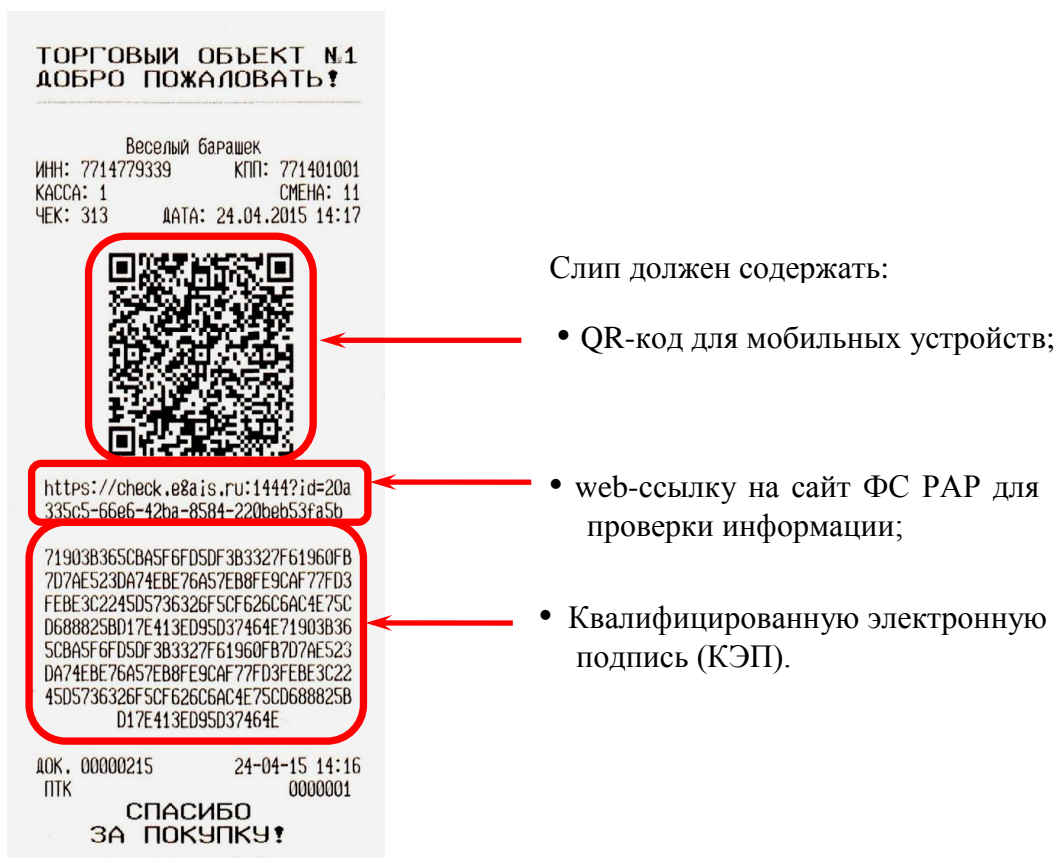 ТОРГОВЫЙ ОБЪЕКТ №1
ДОБРО ПОЖАЛОВАТЬ!
Веселый барашек
ИНН: 7714779339 КПП: 771401001
КАССА: 1 СМЕНА: 11
ЧЕК: 313 ДАТА: 24.04.2015 14:17
Слип должен содержать:
• QR-код для мобильных устройств;
https://check.egais.ru:1444?id=20a
335c5-66e6-42ba-8584-220beb53fa5b
• web-ссылку на сайт ФС РАР для
проверки информации;
71903B365CBA5F6FD5DF3B3327F61960FB
7D7AE523DA74EBE76A57EB8FE9CAF77FD3
FEBE3C2245D5736326F5CF626C6AC4E75C
D688825BD17E413ED95D37464E71903B36
5CBA5F6FD5DF3B3327F61960FB7D7AE523
DA74EBE76A57EB8FE9CAF77FD3FEBE3C22
45D5736326F5CF626C6AC4E75CD688825B
D17E413ED95D37464E
• Квалифицированную электронную
подпись (КЭП).
ДОК. 00000215 24-04-15 14:16
ПТК 0000001
СПАСИБО
ЗА ПОКУПКУ!